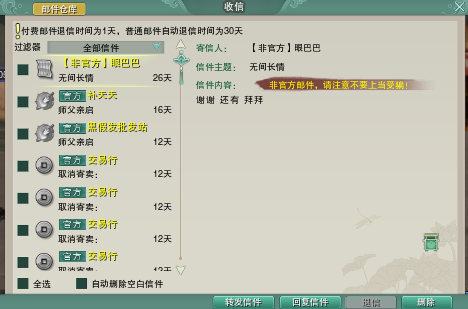 邮件仓库
收信
付费邮件退信时间为1天，普通邮件自动退信时间为30天
过滤器 全部信件
【非官方】眼巴巴
无间长情 26天
官方 补天天
师父亲启 16天
官方 黑假发批发站
师父亲启 12天
官方 交易行
取消寄卖： 12天
官方 交易行
取消寄卖： 12天
官方 交易行
取消寄卖： 12天
官方 交易行
取消寄卖： 12天
全选 自动删除空白信件
寄信人： 【非官方】眼巴巴
信件主题： 无间长情
信件内容： 非官方邮件，请注意不要上当受骗！
谢谢 还有 拜拜
转发信件 回复信件 退信 删除